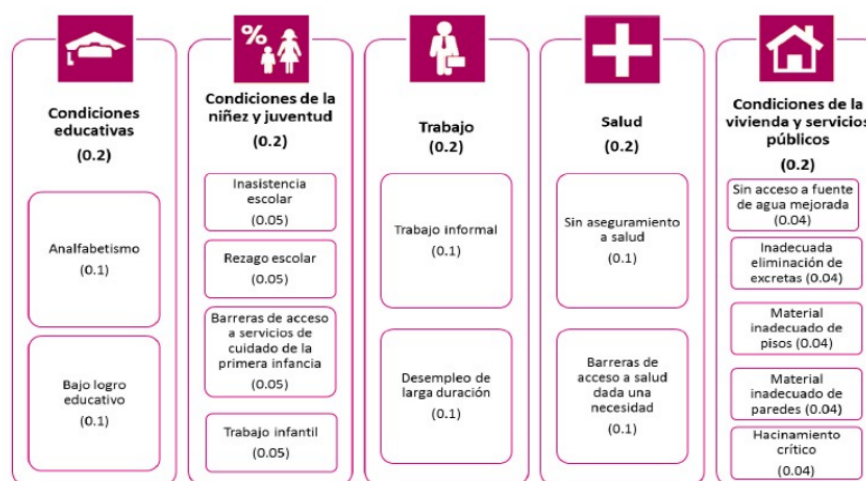 %
Condiciones
educativas
(0.2)
Analfabetismo
(0.1)
Bajo logro
educativo
(0.1)
Condiciones de la
niñez y juventud
(0.2)
Inasistencia
escolar
(0.05)
Rezago escolar
(0.05)
Barreras de acceso
a servicios de
cuidado de la
primera infancia
(0.05)
Trabajo infantil
(0.05)
Trabajo
(0.2)
Trabajo informal
(0.1)
Desempleo de
larga duración
(0.1)
Salud
(0.2)
Sin aseguramiento
a salud
(0.1)
Barreras de
acceso a salud
dada una
necesidad
(0.1)
Condiciones de la
vivienda y servicios
públicos
(0.2)
Sin acceso a fuente
de agua mejorada
(0.04)
Inadecuada
eliminación de
excretas (0.04)
Material
inadecuado de
pisos (0.04)
Material
inadecuado de
paredes (0.04)
Hacinamiento
crítico
(0.04)